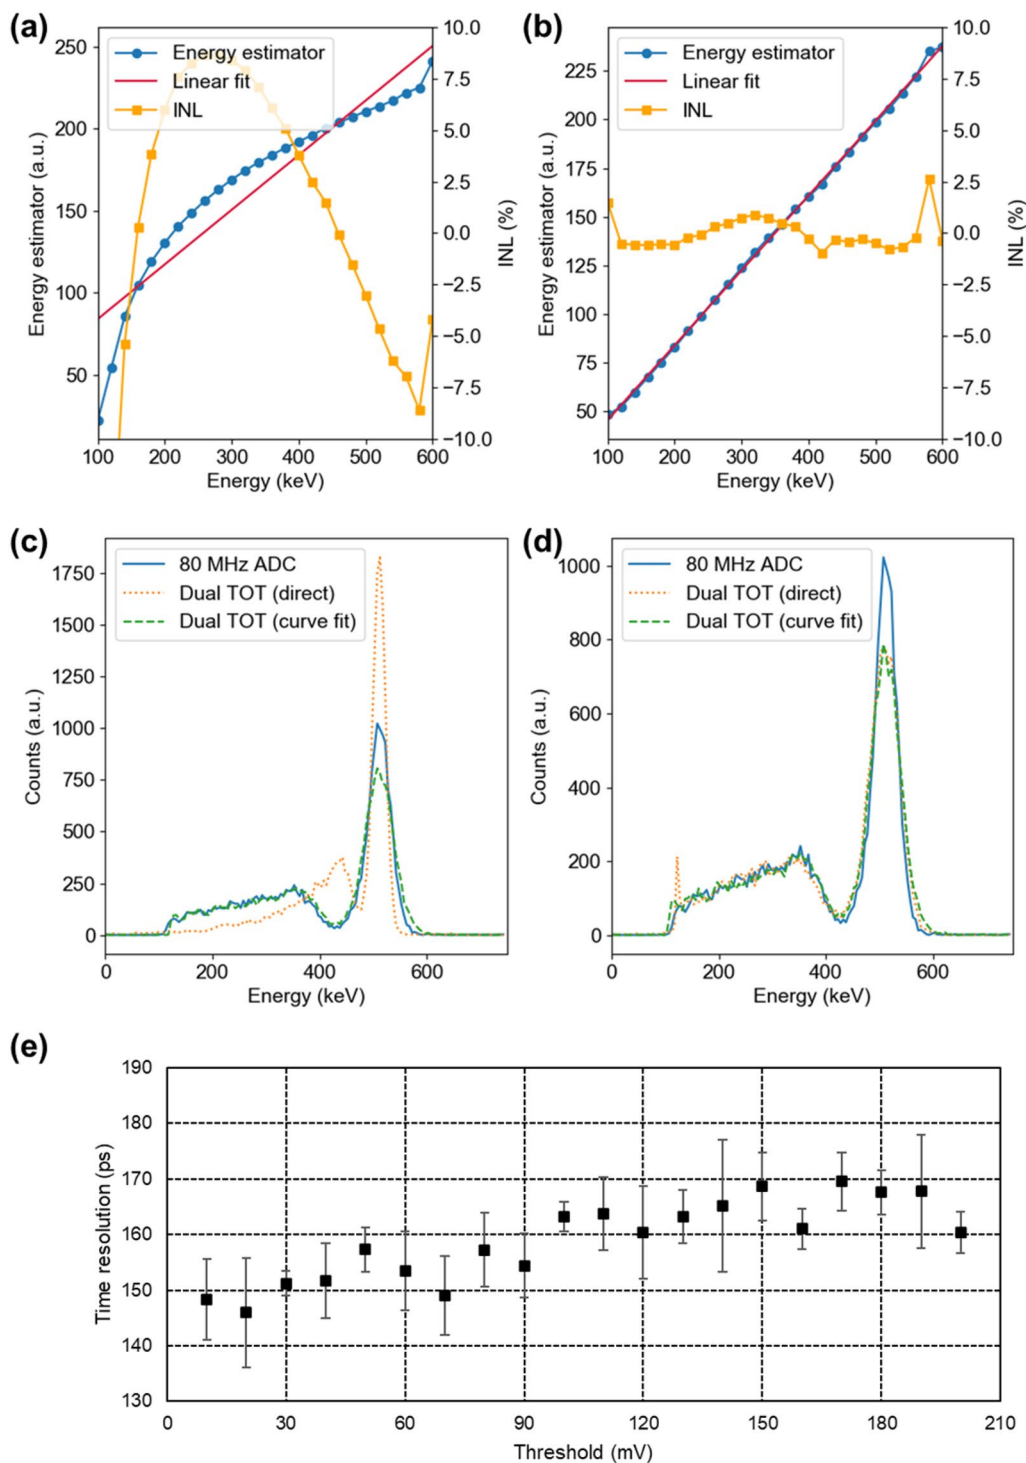 (a)
(b)
Energy estimator
Linear fit
INL
250
200
150
100
50
10.0
7.5
5.0
2.5
0.0
−2.5
−5.0
−7.5
−10.0
Energy estimator (a.u.)
INL (%)
100 200 300 400 500 600
Energy (keV)
Energy estimator
Linear fit
INL
225
200
175
150
125
100
75
50
10.0
7.5
5.0
2.5
0.0
−2.5
−5.0
−7.5
−10.0
Energy estimator (a.u.)
INL (%)
100 200 300 400 500 600
Energy (keV)
(c)
(d)
80 MHz ADC
Dual TOT (direct)
Dual TOT (curve fit)
1750
1500
1250
1000
750
500
250
0
Counts (a.u.)
0 200 400 600
Energy (keV)
80 MHz ADC
Dual TOT (direct)
Dual TOT (curve fit)
1000
800
600
400
200
0
Counts (a.u.)
0 200 400 600
Energy (keV)
(e)
190
180
170
160
150
140
130
Time resolution (ps)
0 30 60 90 120 150 180 210
Threshold (mV)